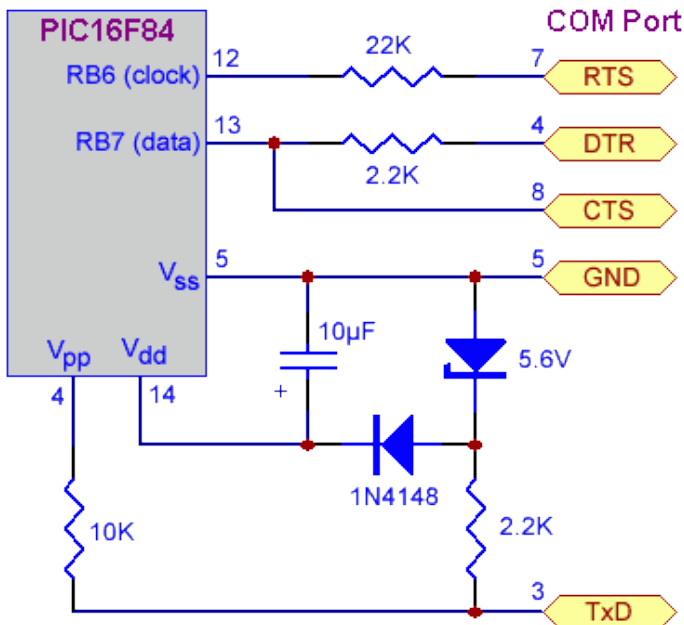 PIC16F84
COM Port
RB6 (clock)
12
22K
7
RTS
RB7 (data)
13
4
DTR
2.2K
8
CTS
Vss
5
5
GND
10µF
5.6V
+
Vpp
Vdd
4
14
1N4148
10K
2.2K
3
TxD